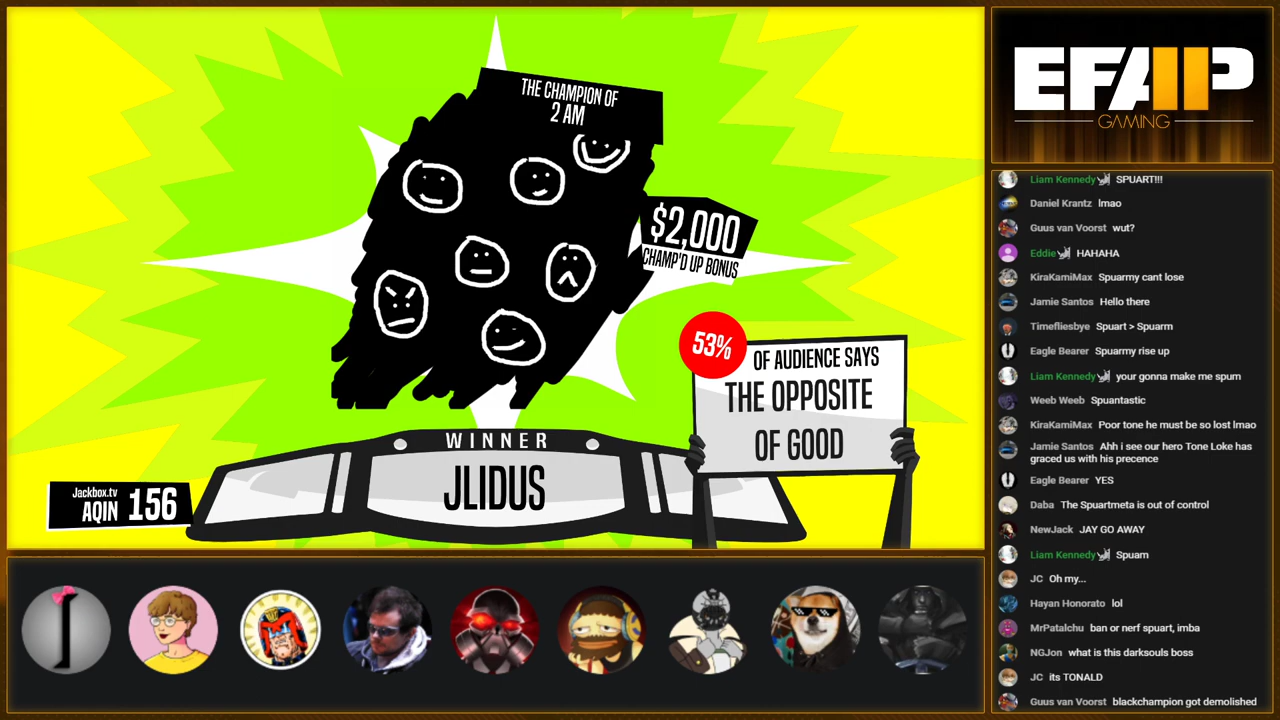 THE CHAMPION OF
2 AM
$2,000
CHAMP'D UP BONUS
53%
OF AUDIENCE SAYS
THE OPPOSITE
OF GOOD
WINNER
JLIDUS
Jackbox.tv
AQIN 156
EFAP
GAMING
Liam Kennedy SPUART!!!
Daniel Krantz lmao
Guus van Voorst wut?
Eddie HAHAHA
KiraKamiMax Spuarmy cant lose
Jamie Santos Hello there
Timefliesbye Spuart > Spuarm
Eagle Bearer Spuarmy rise up
Liam Kennedy your gonna make me spum
Weeb Weeb Spuantastic
KiraKamiMax Poor tone he must be so lost lmao
Jamie Santos Ahh i see our hero Tone Loke has
graced us with his precence
Eagle Bearer YES
Daba The Spuartmeta is out of control
NewJack JAY GO AWAY
Liam Kennedy Spuam
JC Oh my...
Hayan Honorato lol
MrPatalchu ban or nerf spuart, imba
NGJon what is this darksouls boss
JC its TONALD
Guus van Voorst blackchampion got demolished